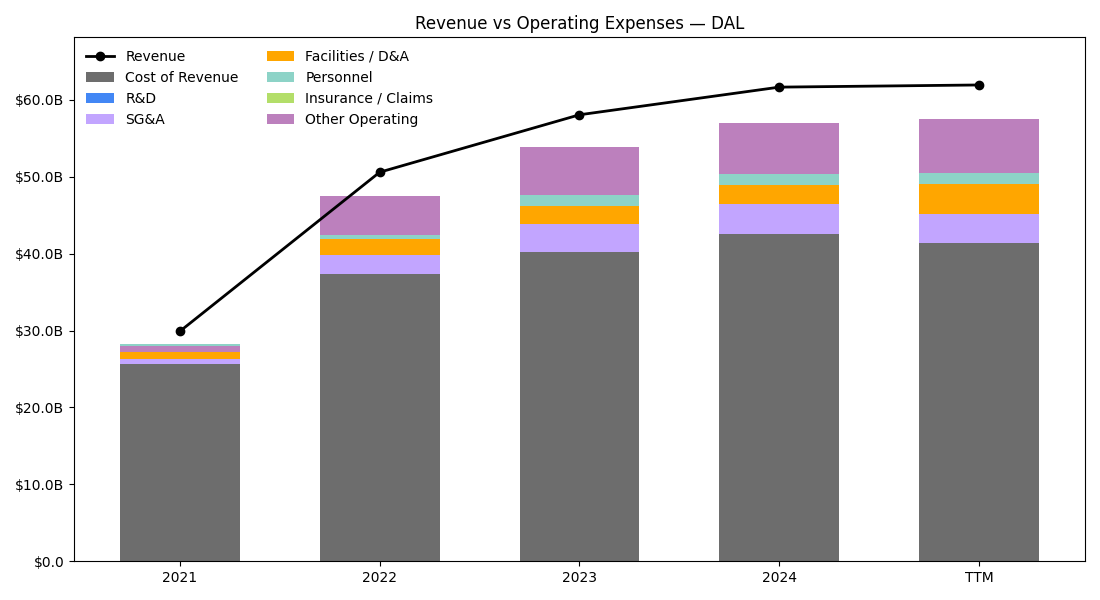 Revenue vs Operating Expenses — DAL
Revenue
Cost of Revenue
R&D
SG&A
Facilities / D&A
Personnel
Insurance / Claims
Other Operating
$60.0B
$50.0B
$40.0B
$30.0B
$20.0B
$10.0B
$0.0
2021 2022 2023 2024 TTM